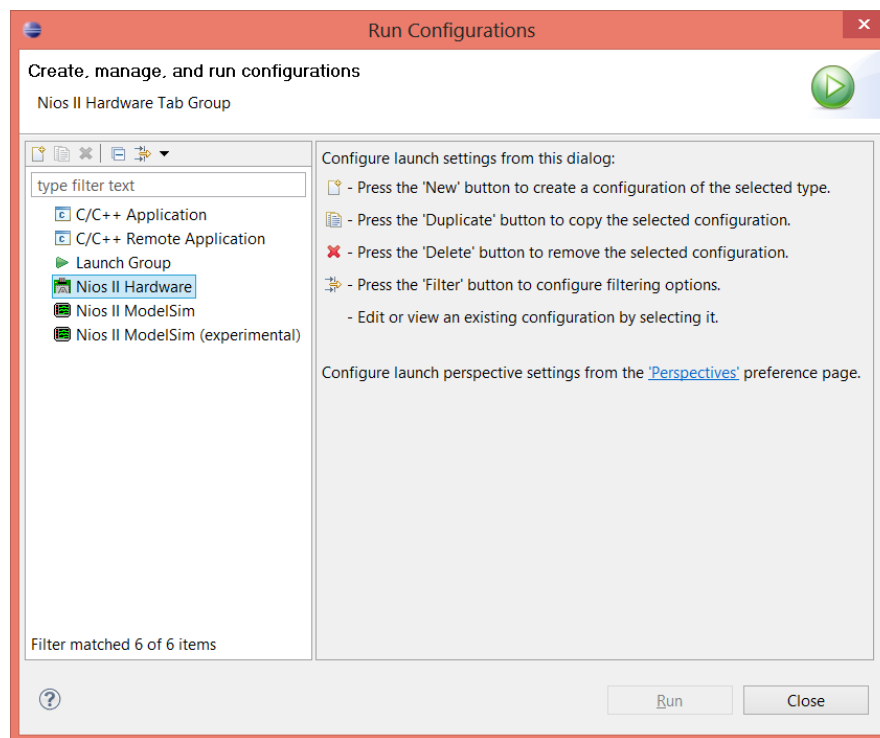 Run Configurations
Create, manage, and run configurations
Nios II Hardware Tab Group
type filter text
C/C++ Application
C/C++ Remote Application
Launch Group
Nios II Hardware
Nios II ModelSim
Nios II ModelSim (experimental)
Filter matched 6 of 6 items
Configure launch settings from this dialog:
- Press the 'New' button to create a configuration of the selected type.
- Press the 'Duplicate' button to copy the selected configuration.
- Press the 'Delete' button to remove the selected configuration.
- Press the 'Filter' button to configure filtering options.
- Edit or view an existing configuration by selecting it.
Configure launch perspective settings from the 'Perspectives' preference page.
Run
Close